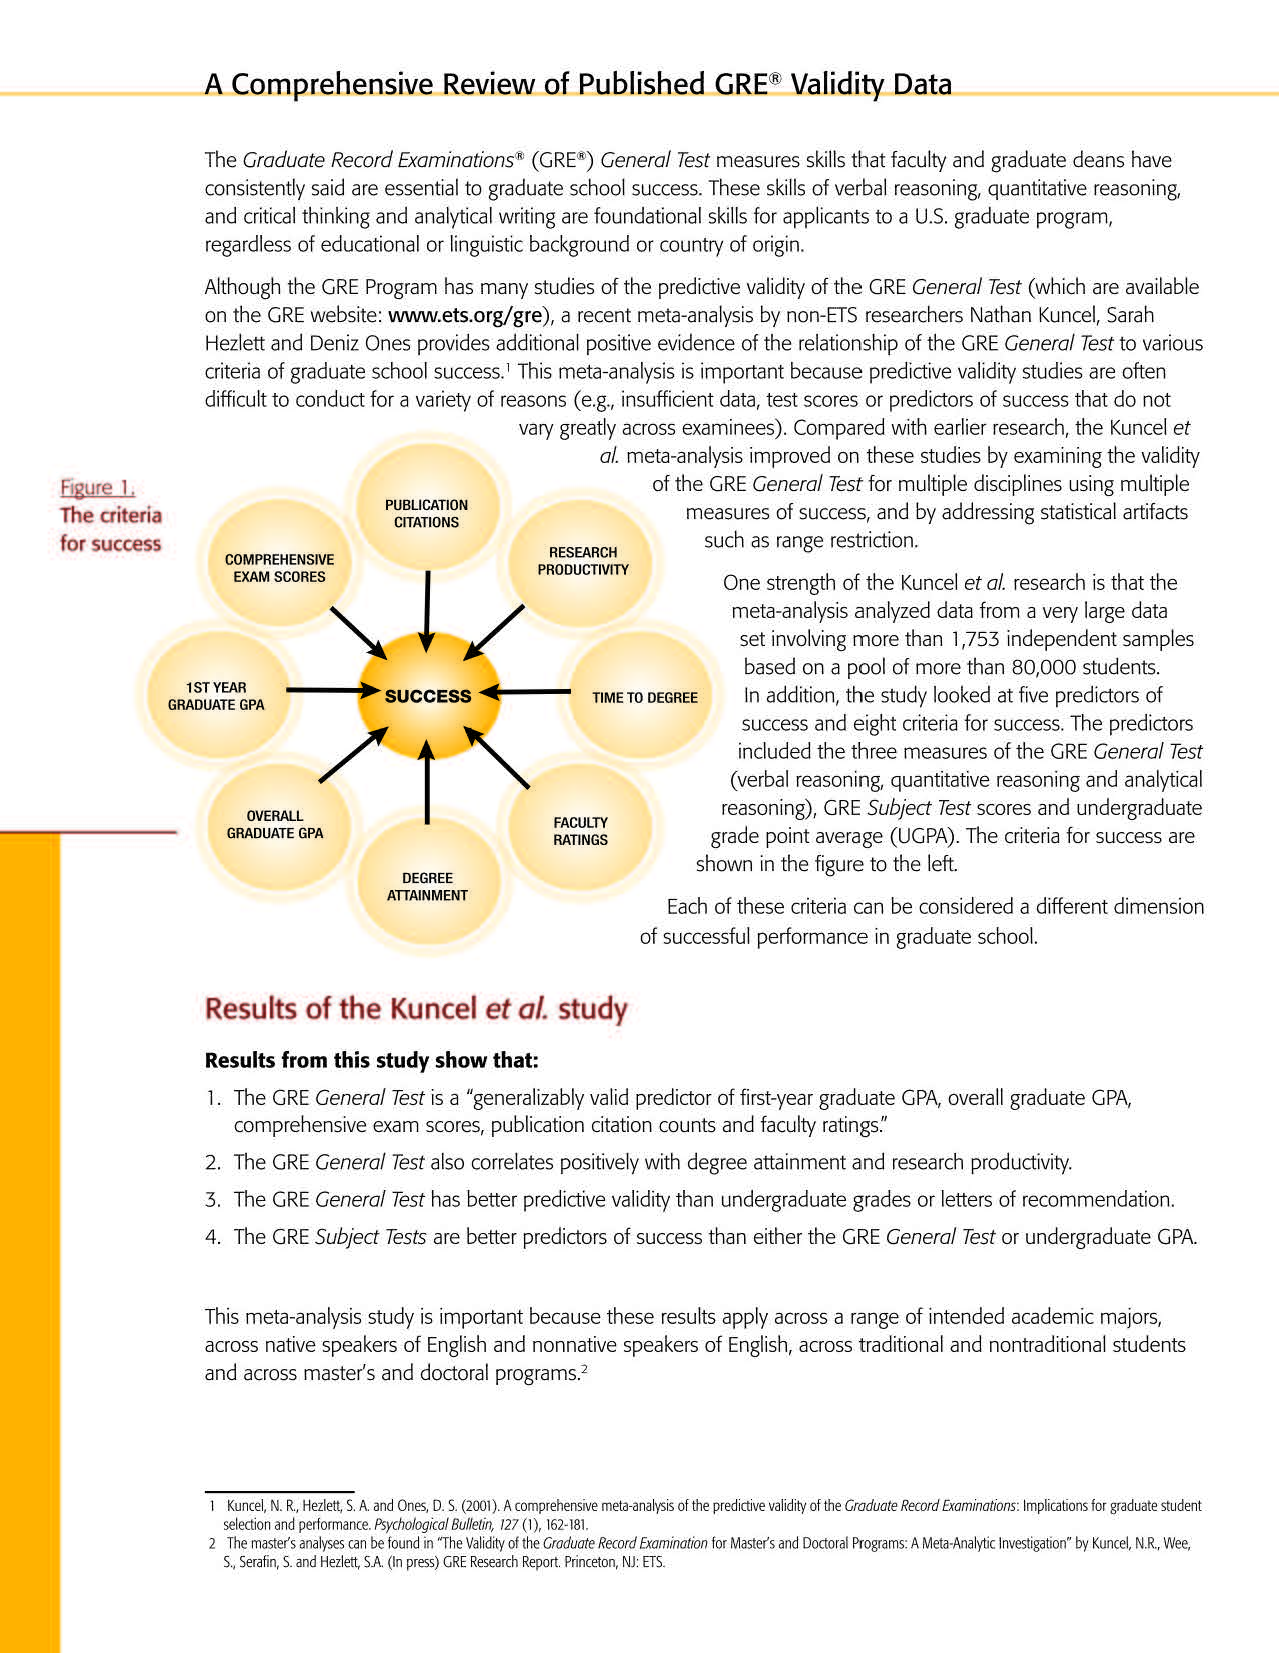 A Comprehensive Review of Published GRE® Validity Data
The Graduate Record Examinations® (GRE®) General Test measures skills that faculty and graduate deans have
consistently said are essential to graduate school success. These skills of verbal reasoning, quantitative reasoning,
and critical thinking and analytical writing are foundational skills for applicants to a U.S. graduate program,
regardless of educational or linguistic background or country of origin.
Although the GRE Program has many studies of the predictive validity of the GRE General Test (which are available
on the GRE website: www.ets.org/gre), a recent meta-analysis by non-ETS researchers Nathan Kuncel, Sarah
Hezlett and Deniz Ones provides additional positive evidence of the relationship of the GRE General Test to various
criteria of graduate school success.¹ This meta-analysis is important because predictive validity studies are often
difficult to conduct for a variety of reasons (e.g., insufficient data, test scores or predictors of success that do not
vary greatly across examinees). Compared with earlier research, the Kuncel et
al. meta-analysis improved on these studies by examining the validity
of the GRE General Test for multiple disciplines using multiple
measures of success, and by addressing statistical artifacts
such as range restriction.
One strength of the Kuncel et al. research is that the
meta-analysis analyzed data from a very large data
set involving more than 1,753 independent samples
based on a pool of more than 80,000 students.
In addition, the study looked at five predictors of
success and eight criteria for success. The predictors
included the three measures of the GRE General Test
(verbal reasoning, quantitative reasoning and analytical
reasoning), GRE Subject Test scores and undergraduate
grade point average (UGPA). The criteria for success are
shown in the figure to the left.
Each of these criteria can be considered a different dimension
of successful performance in graduate school.
Figure 1.
The criteria
for success
PUBLICATION
CITATIONS
COMPREHENSIVE
EXAM SCORES
RESEARCH
PRODUCTIVITY
1ST YEAR
GRADUATE GPA
SUCCESS
TIME TO DEGREE
OVERALL
GRADUATE GPA
FACULTY
RATINGS
DEGREE
ATTAINMENT
Results of the Kuncel et al. study
Results from this study show that:
1. The GRE General Test is a “generalizably valid predictor of first-year graduate GPA, overall graduate GPA,
comprehensive exam scores, publication citation counts and faculty ratings.”
2. The GRE General Test also correlates positively with degree attainment and research productivity.
3. The GRE General Test has better predictive validity than undergraduate grades or letters of recommendation.
4. The GRE Subject Tests are better predictors of success than either the GRE General Test or undergraduate GPA.
This meta-analysis study is important because these results apply across a range of intended academic majors,
across native speakers of English and nonnative speakers of English, across traditional and nontraditional students
and across master's and doctoral programs.²
1 Kuncel, N. R., Hezlett, S. A. and Ones, D. S. (2001). A comprehensive meta-analysis of the predictive validity of the Graduate Record Examinations: Implications for graduate student
selection and performance. Psychological Bulletin, 127 (1), 162-181.
2 The master's analyses can be found in “The Validity of the Graduate Record Examination for Master's and Doctoral Programs: A Meta-Analytic Investigation” by Kuncel, N.R., Wee,
S., Serafin, S. and Hezlett, S.A. (In press) GRE Research Report. Princeton, NJ: ETS.